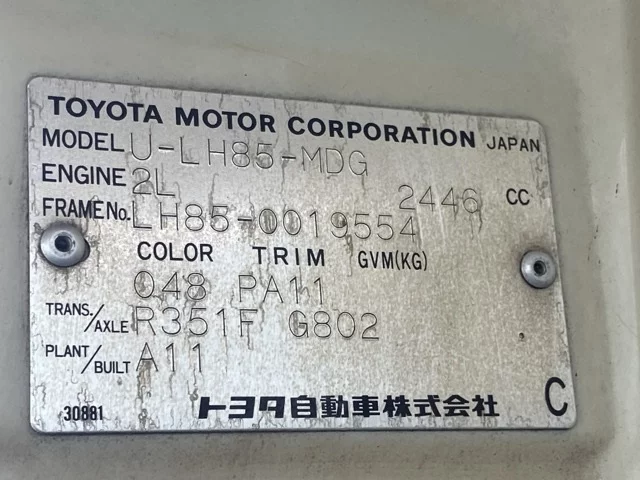 TOYOTA MOTOR CORPORATION JAPAN
MODEL U-LH85-MDG
ENGINE 2L 2446 CC
FRAME No. LH85-0019554
COLOR TRIM GVM(KG)
048 PA11
TRANS./AXLE R351F G802
PLANT/BUILT A11
30881 トヨタ自動車株式会社 C